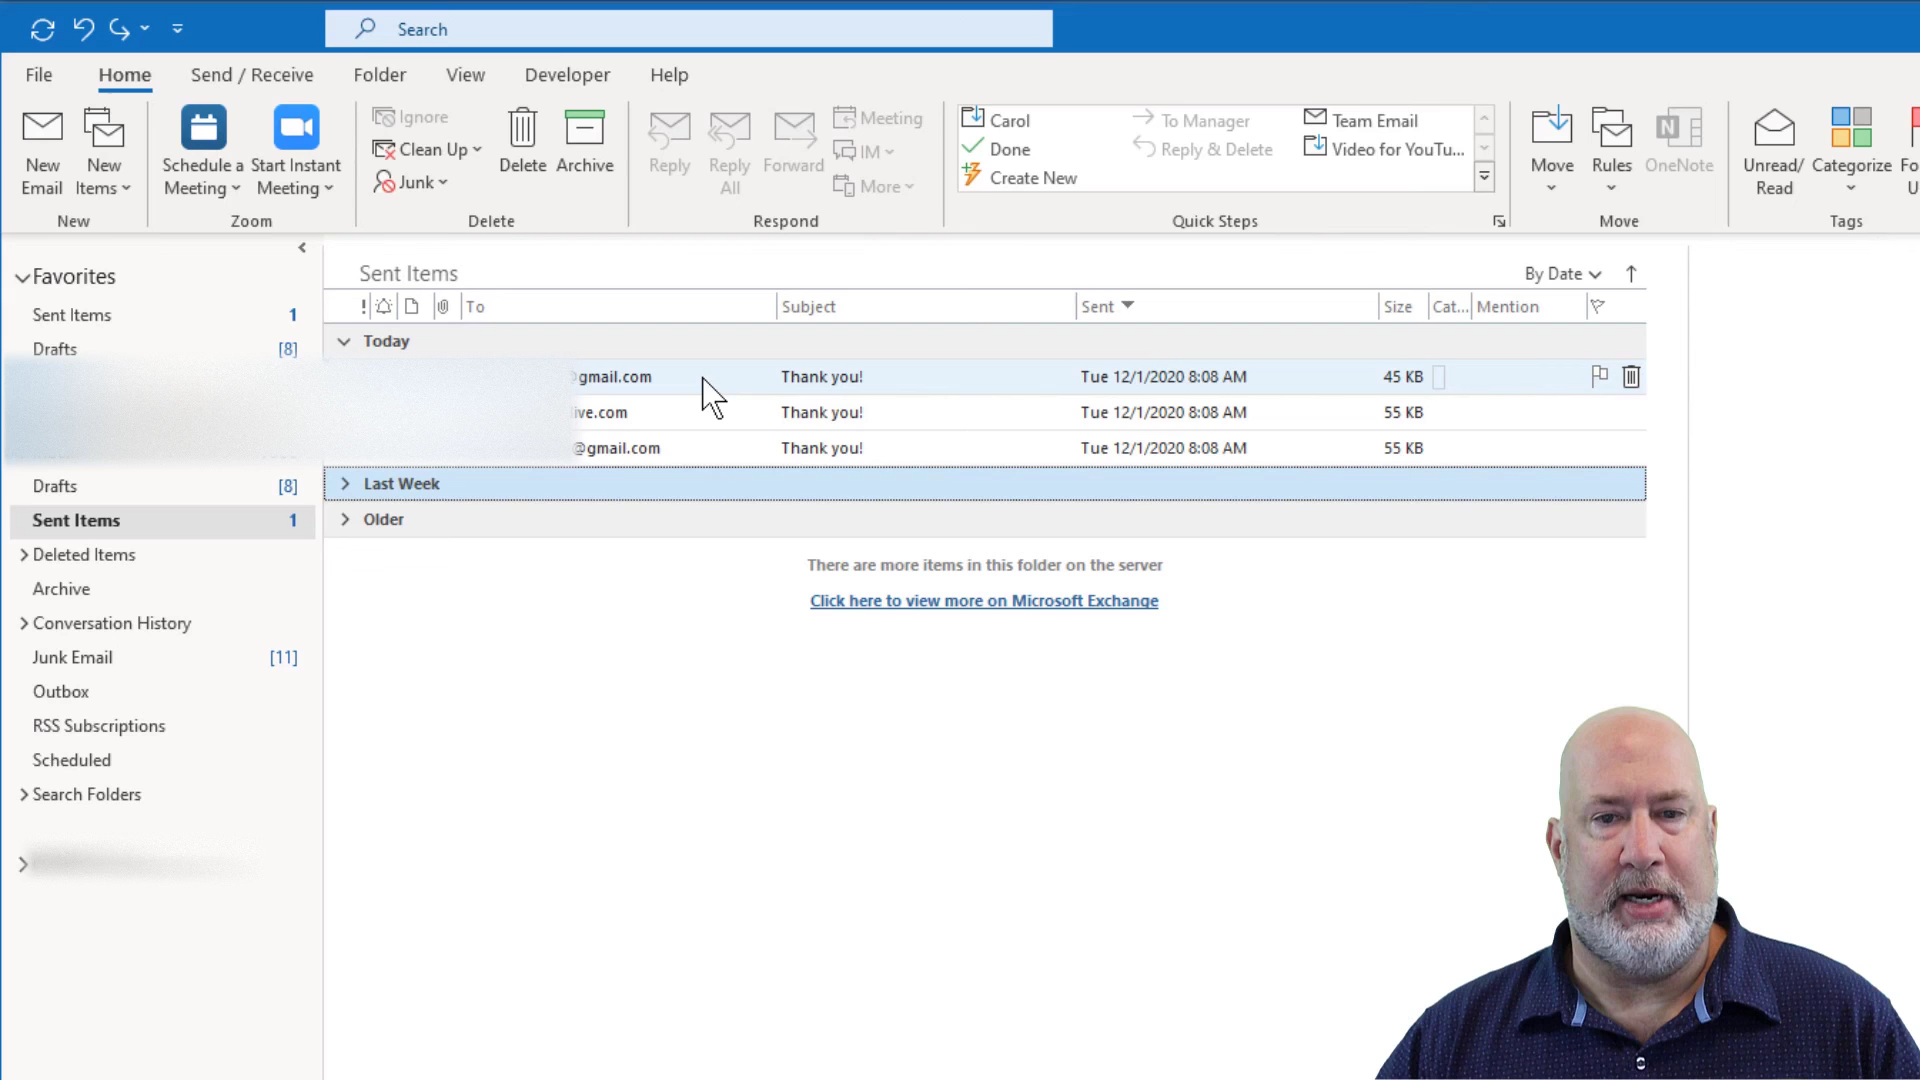 Search
File Home Send / Receive Folder View Developer Help
New Email
New Items
Schedule a Meeting
Start Instant Meeting
Ignore
Clean Up
Junk
Delete
Archive
Reply
Reply All
Forward
Meeting
IM
More
Carol
Done
Create New
To Manager
Reply & Delete
Team Email
Video for YouTu...
Move
Rules
OneNote
N
Unread/ Read
Categorize
Fo
U
New Zoom Delete Respond Quick Steps Move Tags
Favorites
Sent Items 1
Drafts [8]
Drafts [8]
Sent Items 1
Deleted Items
Archive
Conversation History
Junk Email [11]
Outbox
RSS Subscriptions
Scheduled
Search Folders
Sent Items By Date
! To Subject Sent Size Cat... Mention
Today
@gmail.com Thank you! Tue 12/1/2020 8:08 AM 45 KB
ive.com Thank you! Tue 12/1/2020 8:08 AM 55 KB
@gmail.com Thank you! Tue 12/1/2020 8:08 AM 55 KB
Last Week
Older
There are more items in this folder on the server
Click here to view more on Microsoft Exchange